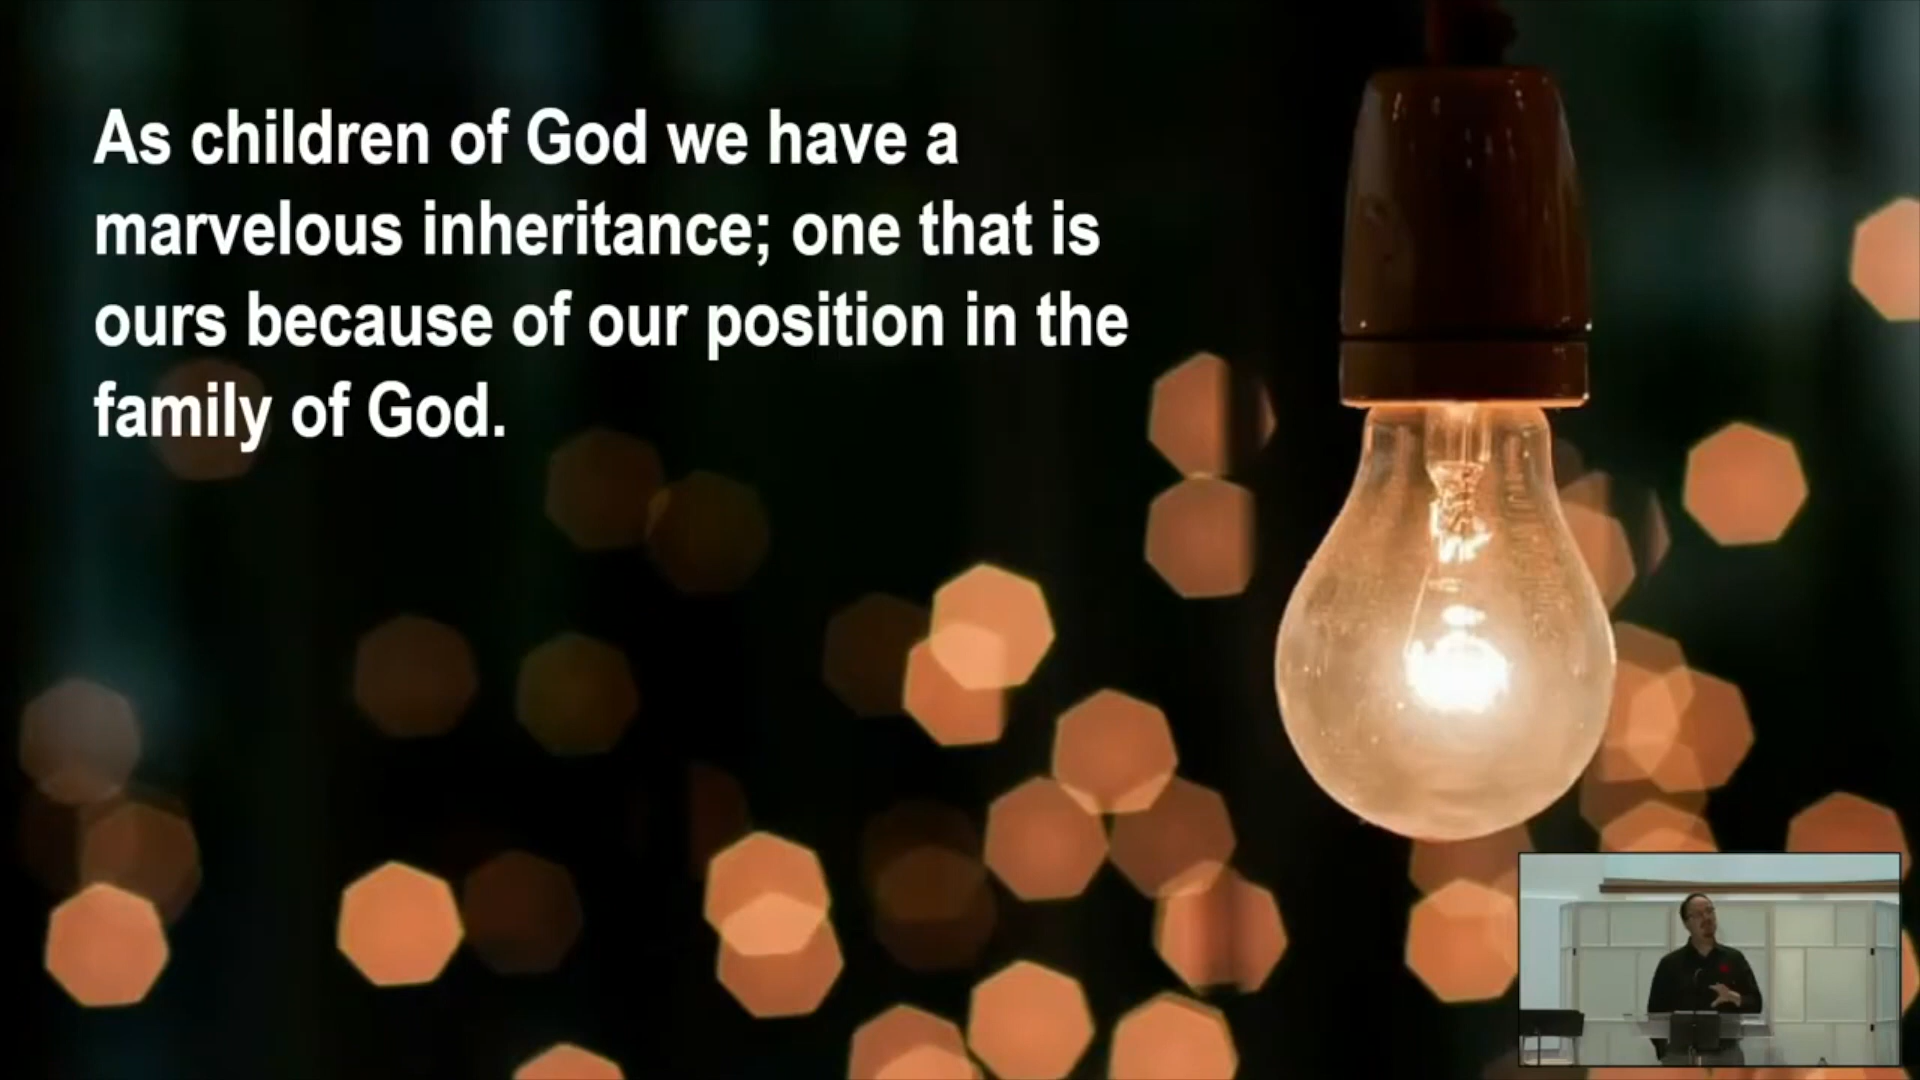 As children of God we have a
marvelous inheritance; one that is
ours because of our position in the
family of God.